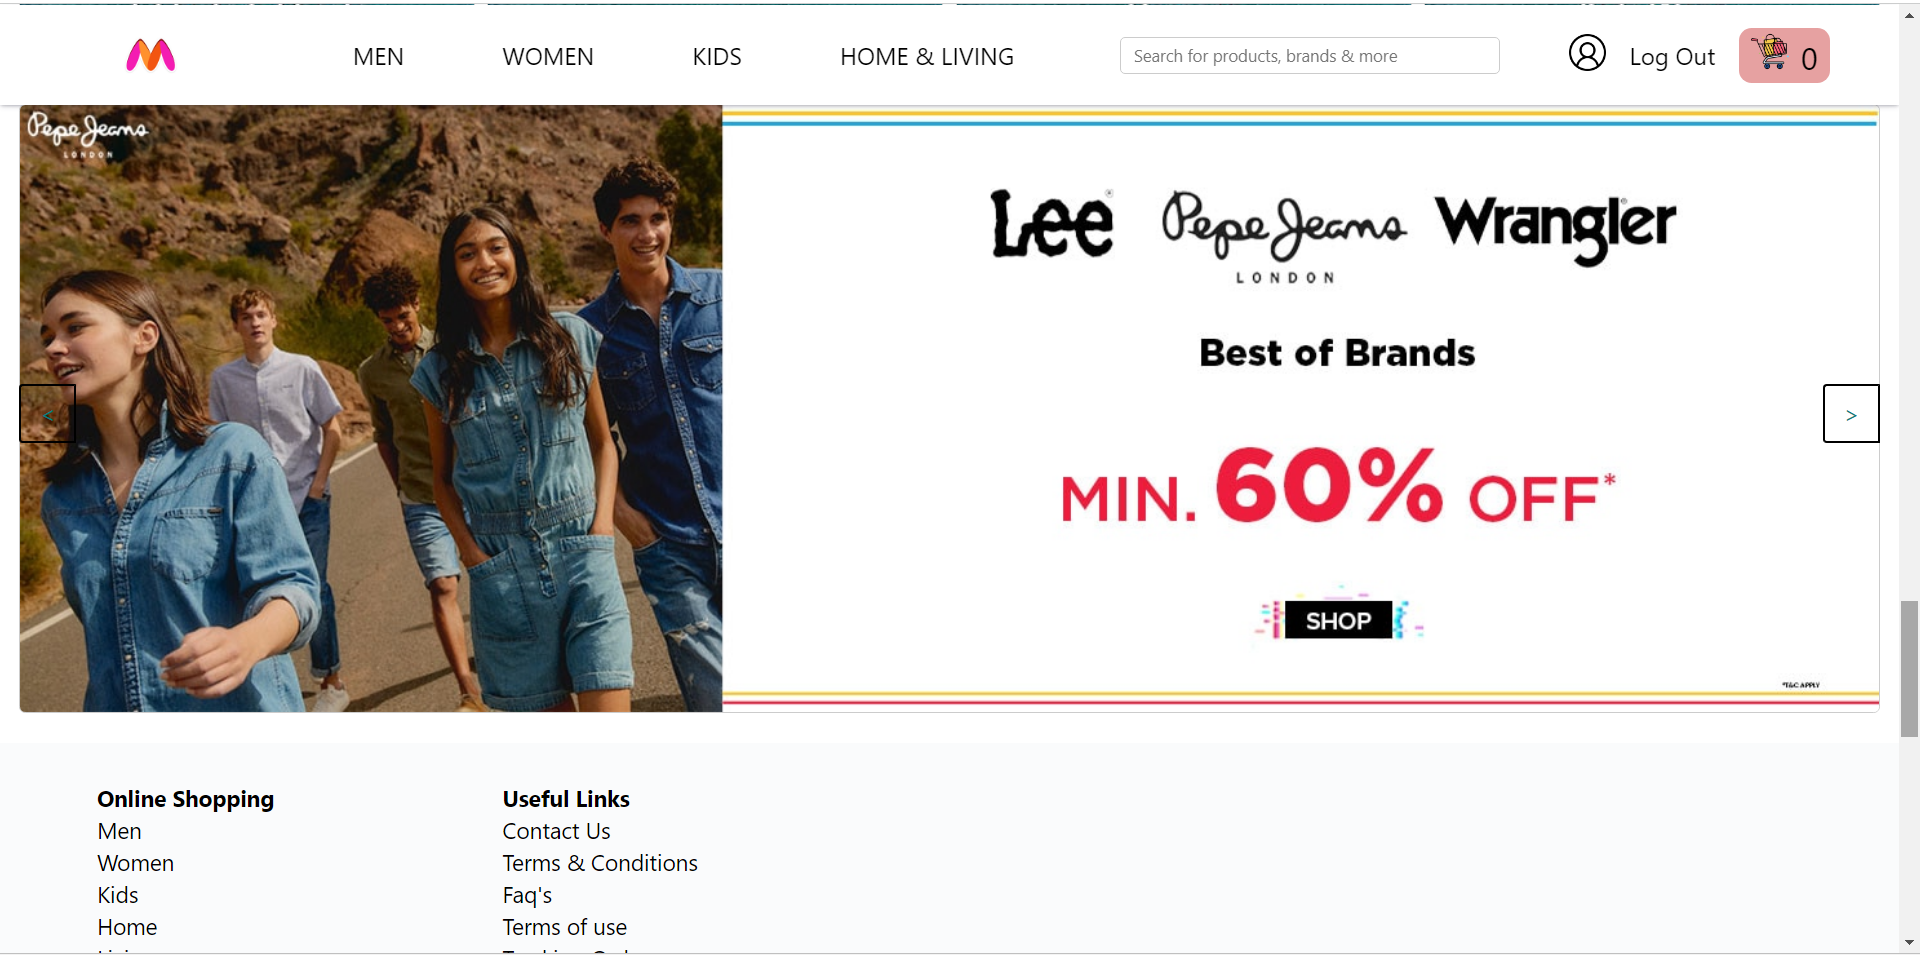 MEN WOMEN KIDS HOME & LIVING Search for products, brands & more Log Out 0
Pepe Jeans
LONDON
Lee Pepe Jeans Wrangler
LONDON
Best of Brands
< >
MIN. 60% OFF*
SHOP
*T&C APPLY
Online Shopping
Men
Women
Kids
Home
Useful Links
Contact Us
Terms & Conditions
Faq's
Terms of use